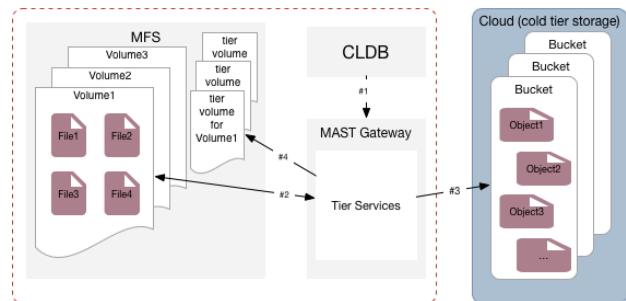 MFS
Volume3
Volume2
Volume1
File1
File2
File3
File4
tier
volume
tier
volume
tier
volume
for
Volume1
CLDB
#1
MAST Gateway
Tier Services
#4
#2
#3
Cloud (cold tier storage)
Bucket
Bucket
Bucket
Object1
Object2
Object3
...